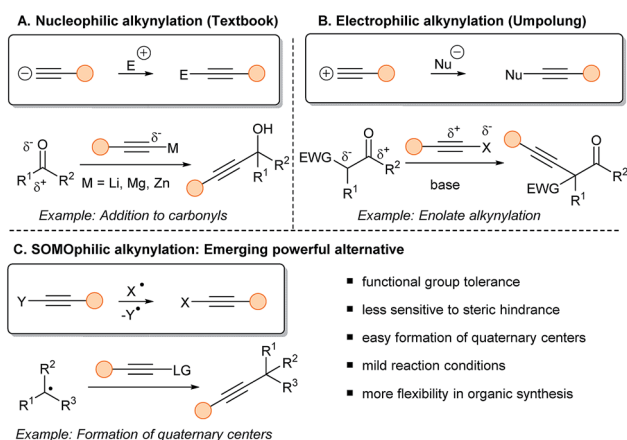 A. Nucleophilic alkynylation (Textbook)
⊖ E⊕ E
δ- O δ+ R¹ R²
δ- M
M = Li, Mg, Zn
OH R² R¹
Example: Addition to carbonyls
B. Electrophilic alkynylation (Umpolung)
⊕ Nu⊖ Nu
EWG δ- O δ+ R² R¹
δ+ δ- X
base
O R² EWG R¹
Example: Enolate alkynylation
C. SOMOphilic alkynylation: Emerging powerful alternative
Y X• -Y• X
R² R¹ • R³
LG
R¹ R² R³
Example: Formation of quaternary centers
■ functional group tolerance
■ less sensitive to steric hindrance
■ easy formation of quaternary centers
■ mild reaction conditions
■ more flexibility in organic synthesis